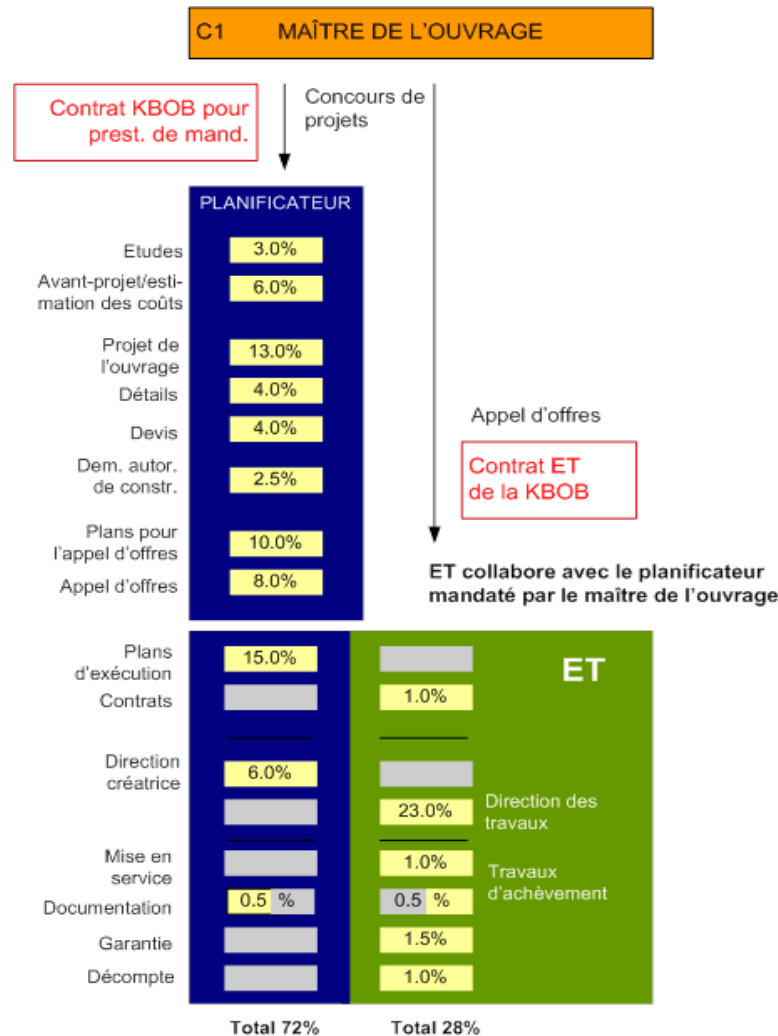 C1 MAÎTRE DE L'OUVRAGE
Contrat KBOB pour
prest. de mand.
Concours de
projets
PLANIFICATEUR
Etudes 3.0%
Avant-projet/esti-
mation des coûts 6.0%
Projet de
l'ouvrage 13.0%
Détails 4.0%
Devis 4.0%
Dem. autor.
de constr. 2.5%
Plans pour
l'appel d'offres 10.0%
Appel d'offres 8.0%
Appel d'offres
Contrat ET
de la KBOB
ET collabore avec le planificateur
mandaté par le maître de l'ouvrage
ET
Plans
d'exécution 15.0%
Contrats 1.0%
Direction
créatrice 6.0%
23.0% Direction des
travaux
Mise en
service 1.0%
Travaux
d'achèvement
Documentation 0.5 % 0.5 %
Garantie 1.5%
Décompte 1.0%
Total 72% Total 28%